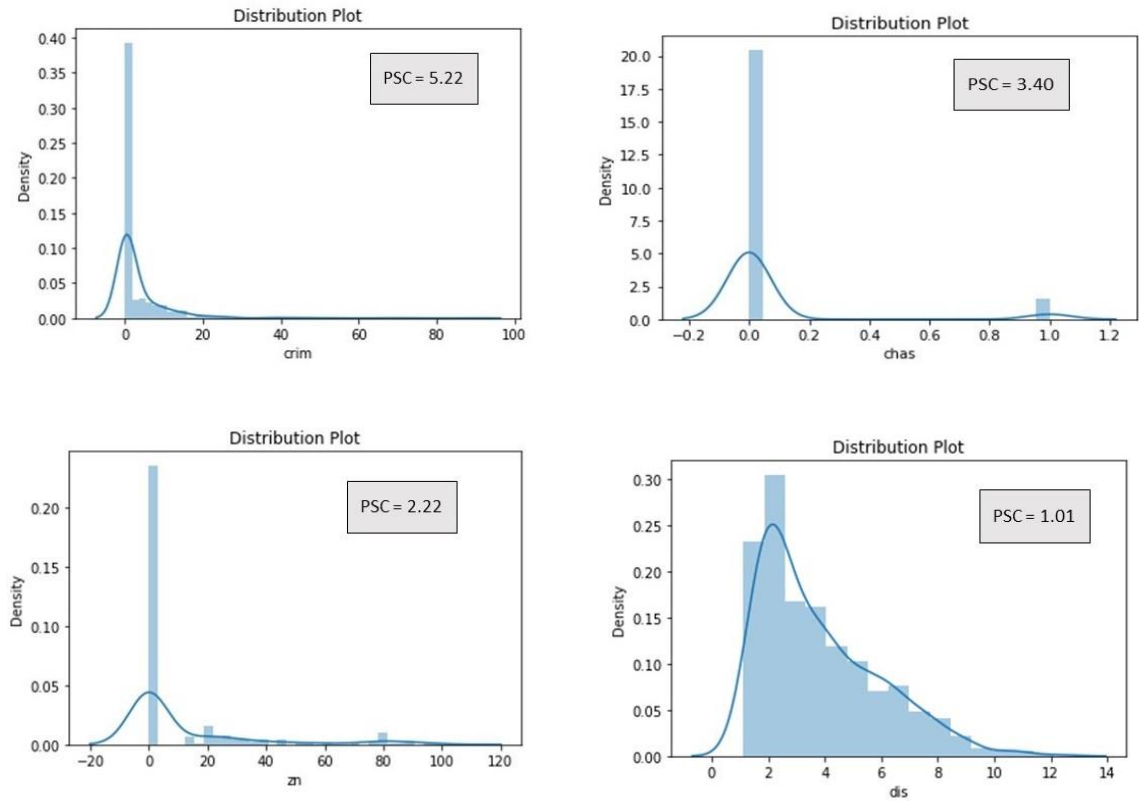 Distribution Plot
PSC = 5.22
0.40
0.35
0.30
0.25
0.20
0.15
0.10
0.05
0.00
Density
0 20 40 60 80 100
crim
Distribution Plot
PSC = 3.40
20.0
17.5
15.0
12.5
10.0
7.5
5.0
2.5
0.0
Density
−0.2 0.0 0.2 0.4 0.6 0.8 1.0 1.2
chas
Distribution Plot
PSC = 2.22
0.20
0.15
0.10
0.05
0.00
Density
−20 0 20 40 60 80 100 120
zn
Distribution Plot
PSC = 1.01
0.30
0.25
0.20
0.15
0.10
0.05
0.00
Density
0 2 4 6 8 10 12 14
dis